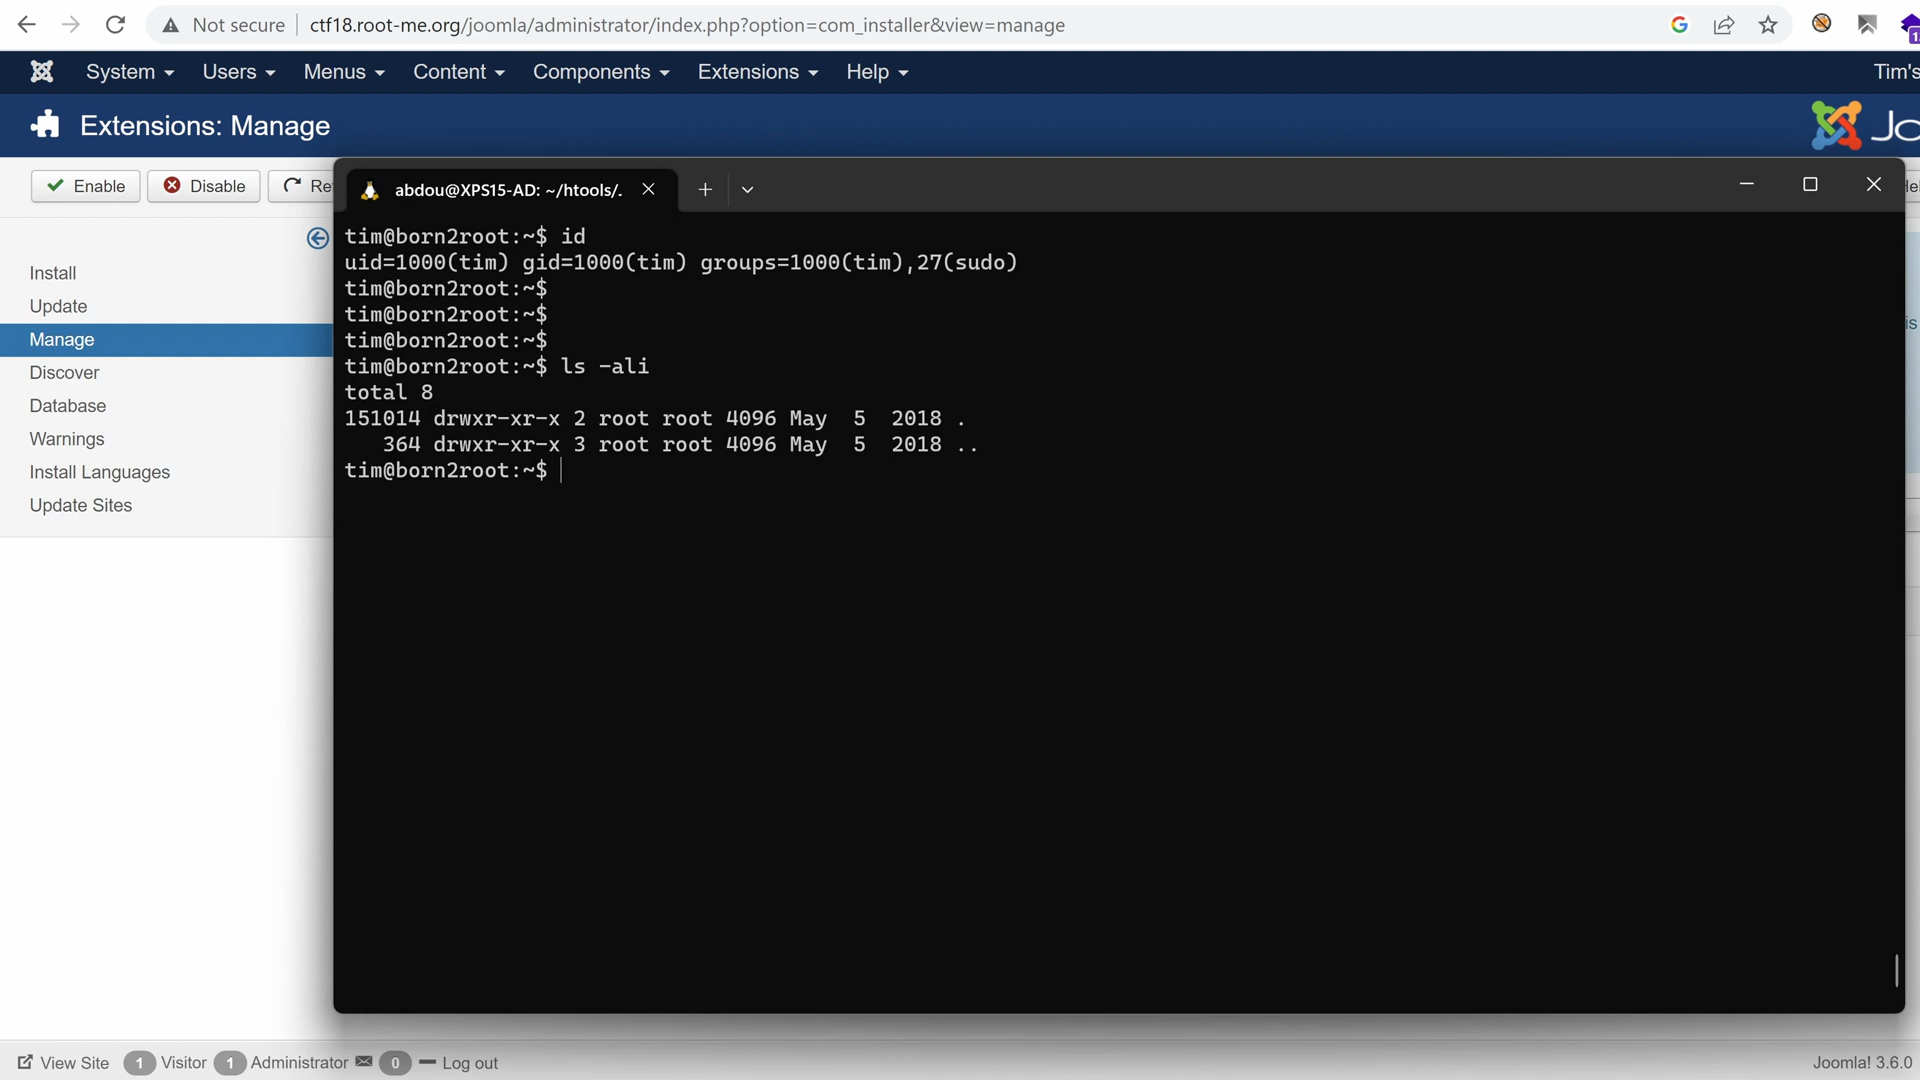 Not secure ctf18.root-me.org/joomla/administrator/index.php?option=com_installer&view=manage
System Users Menus Content Components Extensions Help Tim's
Extensions: Manage
Enable Disable
abdou@XPS15-AD: ~/htools/.
tim@born2root:~$ id
uid=1000(tim) gid=1000(tim) groups=1000(tim),27(sudo)
tim@born2root:~$
tim@born2root:~$
tim@born2root:~$
tim@born2root:~$ ls -ali
total 8
151014 drwxr-xr-x 2 root root 4096 May  5  2018 .
   364 drwxr-xr-x 3 root root 4096 May  5  2018 ..
tim@born2root:~$
Install
Update
Manage
Discover
Database
Warnings
Install Languages
Update Sites
View Site 1 Visitor 1 Administrator 0 Log out
Joomla! 3.6.0